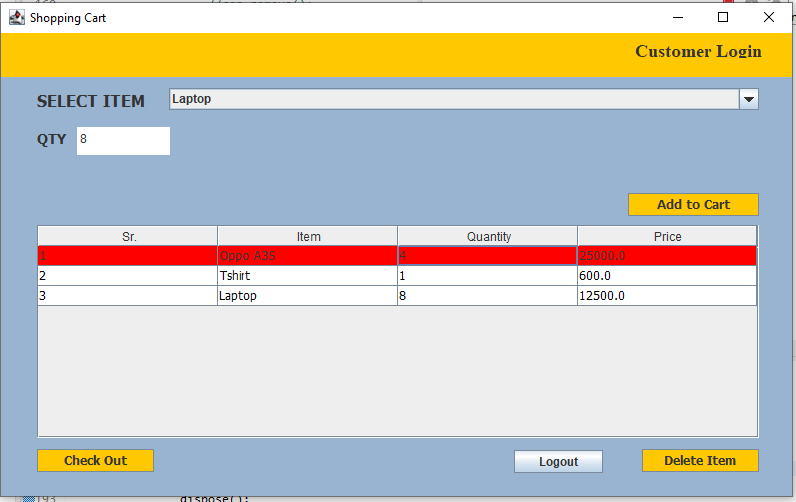 Shopping Cart
Customer Login
SELECT ITEM Laptop
QTY 8
Add to Cart
Sr. Item Quantity Price
1 Oppo A3S 4 25000.0
2 Tshirt 1 600.0
3 Laptop 8 12500.0
Check Out Logout Delete Item
193 dispose();